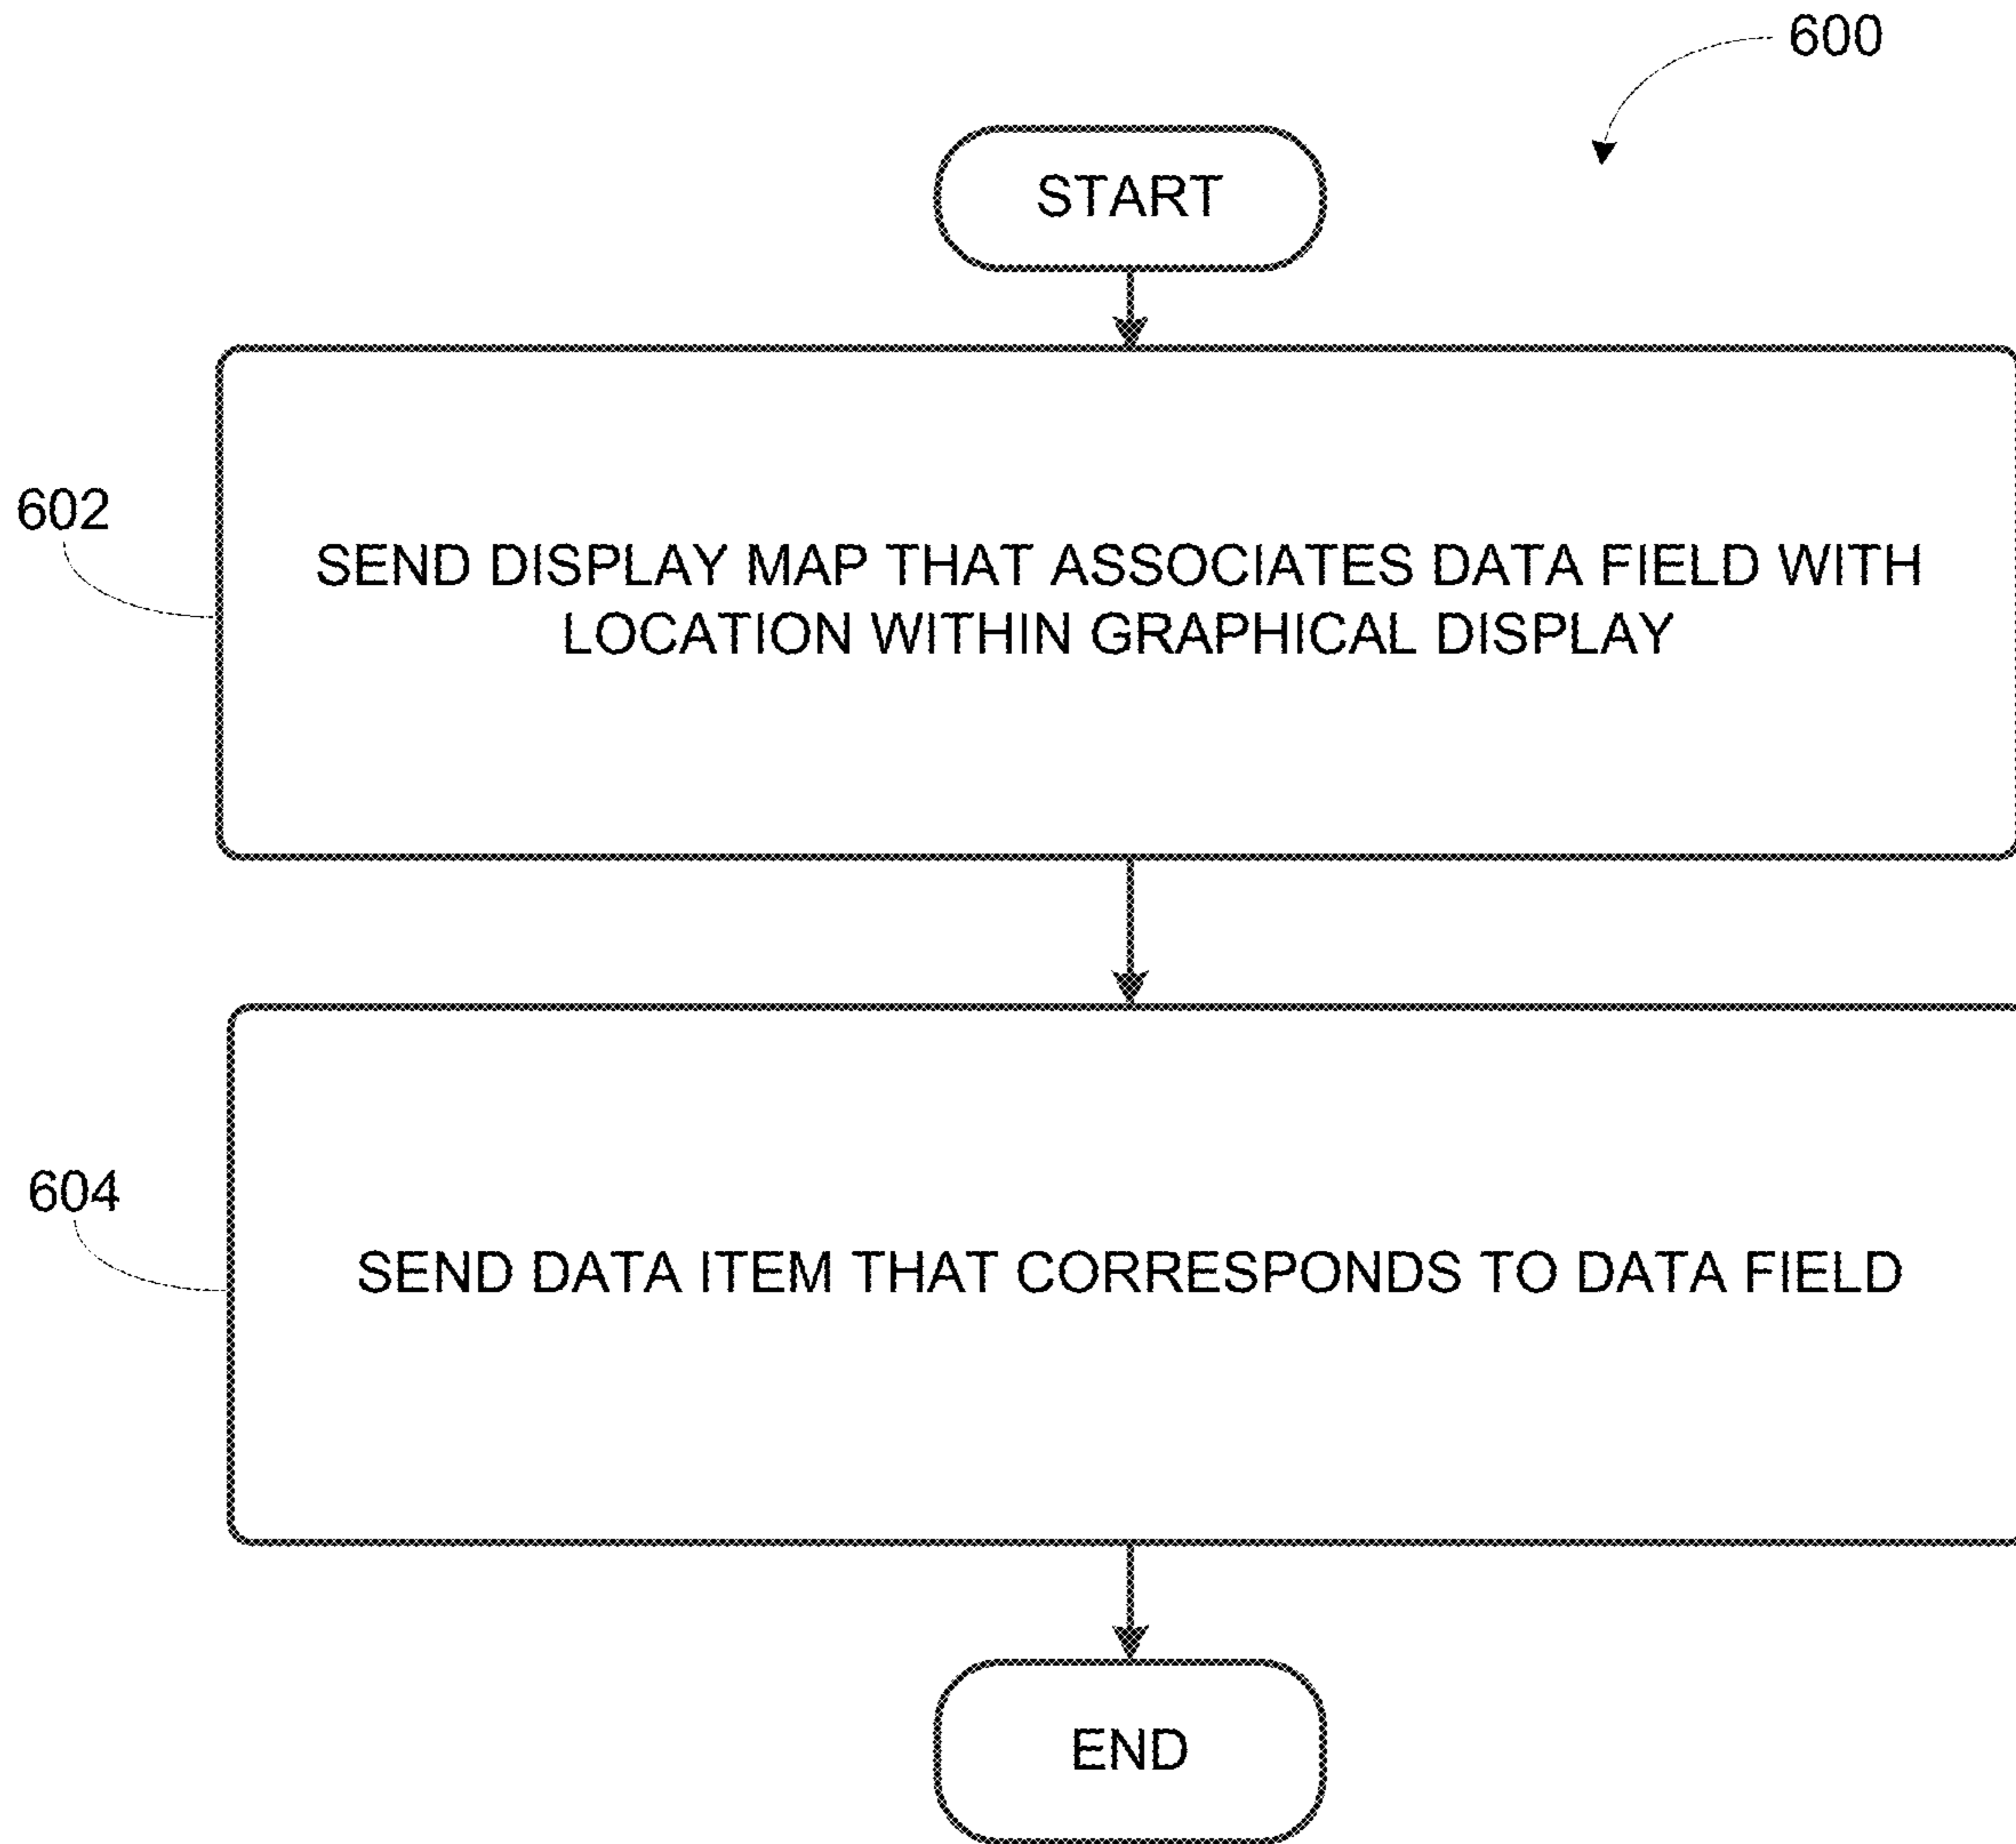 600
START
602
SEND DISPLAY MAP THAT ASSOCIATES DATA FIELD WITH
LOCATION WITHIN GRAPHICAL DISPLAY
604
SEND DATA ITEM THAT CORRESPONDS TO DATA FIELD
END